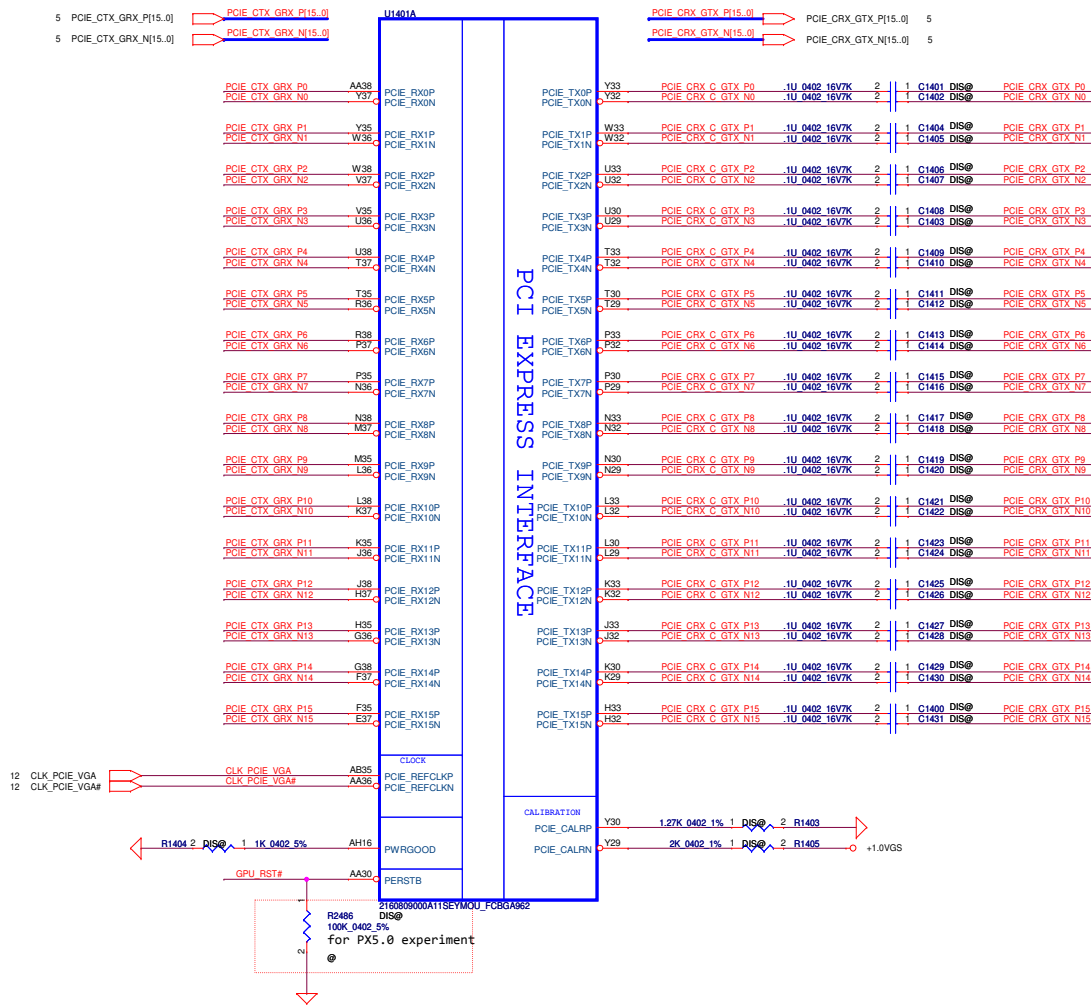 U1401A
5 PCIE_CTX_GRX_P[15..0] PCIE_CTX_GRX_P[15..0] PCIE_CRX_GTX_P[15..0] PCIE_CRX_GTX_P[15..0] 5
5 PCIE_CTX_GRX_N[15..0] PCIE_CTX_GRX_N[15..0] PCIE_CRX_GTX_N[15..0] PCIE_CRX_GTX_N[15..0] 5
PCIE_CTX_GRX_P0 AA38 PCIE_RX0P PCIE_TX0P Y33 PCIE_CRX_C_GTX_P0 .1U_0402_16V7K 2 1 C1401 DIS@ PCIE_CRX_GTX_P0
PCIE_CTX_GRX_N0 Y37 PCIE_RX0N PCIE_TX0N Y32 PCIE_CRX_C_GTX_N0 .1U_0402_16V7K 2 1 C1402 DIS@ PCIE_CRX_GTX_N0
PCIE_CTX_GRX_P1 Y35 PCIE_RX1P PCIE_TX1P W33 PCIE_CRX_C_GTX_P1 .1U_0402_16V7K 2 1 C1404 DIS@ PCIE_CRX_GTX_P1
PCIE_CTX_GRX_N1 W36 PCIE_RX1N PCIE_TX1N W32 PCIE_CRX_C_GTX_N1 .1U_0402_16V7K 2 1 C1405 DIS@ PCIE_CRX_GTX_N1
PCIE_CTX_GRX_P2 W38 PCIE_RX2P PCIE_TX2P U33 PCIE_CRX_C_GTX_P2 .1U_0402_16V7K 2 1 C1406 DIS@ PCIE_CRX_GTX_P2
PCIE_CTX_GRX_N2 V37 PCIE_RX2N PCIE_TX2N U32 PCIE_CRX_C_GTX_N2 .1U_0402_16V7K 2 1 C1407 DIS@ PCIE_CRX_GTX_N2
PCIE_CTX_GRX_P3 V35 PCIE_RX3P PCIE_TX3P U30 PCIE_CRX_C_GTX_P3 .1U_0402_16V7K 2 1 C1408 DIS@ PCIE_CRX_GTX_P3
PCIE_CTX_GRX_N3 U36 PCIE_RX3N PCIE_TX3N U29 PCIE_CRX_C_GTX_N3 .1U_0402_16V7K 2 1 C1403 DIS@ PCIE_CRX_GTX_N3
PCIE_CTX_GRX_P4 U38 PCIE_RX4P PCIE_TX4P T33 PCIE_CRX_C_GTX_P4 .1U_0402_16V7K 2 1 C1409 DIS@ PCIE_CRX_GTX_P4
PCIE_CTX_GRX_N4 T37 PCIE_RX4N PCIE_TX4N T32 PCIE_CRX_C_GTX_N4 .1U_0402_16V7K 2 1 C1410 DIS@ PCIE_CRX_GTX_N4
PCIE_CTX_GRX_P5 T35 PCIE_RX5P PCIE_TX5P T30 PCIE_CRX_C_GTX_P5 .1U_0402_16V7K 2 1 C1411 DIS@ PCIE_CRX_GTX_P5
PCIE_CTX_GRX_N5 R36 PCIE_RX5N PCIE_TX5N T29 PCIE_CRX_C_GTX_N5 .1U_0402_16V7K 2 1 C1412 DIS@ PCIE_CRX_GTX_N5
PCIE_CTX_GRX_P6 R38 PCIE_RX6P PCIE_TX6P P33 PCIE_CRX_C_GTX_P6 .1U_0402_16V7K 2 1 C1413 DIS@ PCIE_CRX_GTX_P6
PCIE_CTX_GRX_N6 P37 PCIE_RX6N PCIE_TX6N P32 PCIE_CRX_C_GTX_N6 .1U_0402_16V7K 2 1 C1414 DIS@ PCIE_CRX_GTX_N6
PCIE_CTX_GRX_P7 P35 PCIE_RX7P PCIE_TX7P P30 PCIE_CRX_C_GTX_P7 .1U_0402_16V7K 2 1 C1415 DIS@ PCIE_CRX_GTX_P7
PCIE_CTX_GRX_N7 N36 PCIE_RX7N PCIE_TX7N P29 PCIE_CRX_C_GTX_N7 .1U_0402_16V7K 2 1 C1416 DIS@ PCIE_CRX_GTX_N7
PCIE_CTX_GRX_P8 N38 PCIE_RX8P PCIE_TX8P N33 PCIE_CRX_C_GTX_P8 .1U_0402_16V7K 2 1 C1417 DIS@ PCIE_CRX_GTX_P8
PCIE_CTX_GRX_N8 M37 PCIE_RX8N PCIE_TX8N N32 PCIE_CRX_C_GTX_N8 .1U_0402_16V7K 2 1 C1418 DIS@ PCIE_CRX_GTX_N8
PCIE_CTX_GRX_P9 M35 PCIE_RX9P PCIE_TX9P N30 PCIE_CRX_C_GTX_P9 .1U_0402_16V7K 2 1 C1419 DIS@ PCIE_CRX_GTX_P9
PCIE_CTX_GRX_N9 L36 PCIE_RX9N PCIE_TX9N N29 PCIE_CRX_C_GTX_N9 .1U_0402_16V7K 2 1 C1420 DIS@ PCIE_CRX_GTX_N9
PCIE_CTX_GRX_P10 L38 PCIE_RX10P PCIE_TX10P L33 PCIE_CRX_C_GTX_P10 .1U_0402_16V7K 2 1 C1421 DIS@ PCIE_CRX_GTX_P10
PCIE_CTX_GRX_N10 K37 PCIE_RX10N PCIE_TX10N L32 PCIE_CRX_C_GTX_N10 .1U_0402_16V7K 2 1 C1422 DIS@ PCIE_CRX_GTX_N10
PCIE_CTX_GRX_P11 K35 PCIE_RX11P PCIE_TX11P L30 PCIE_CRX_C_GTX_P11 .1U_0402_16V7K 2 1 C1423 DIS@ PCIE_CRX_GTX_P11
PCIE_CTX_GRX_N11 J36 PCIE_RX11N PCIE_TX11N L29 PCIE_CRX_C_GTX_N11 .1U_0402_16V7K 2 1 C1424 DIS@ PCIE_CRX_GTX_N11
PCIE_CTX_GRX_P12 J38 PCIE_RX12P PCIE_TX12P K33 PCIE_CRX_C_GTX_P12 .1U_0402_16V7K 2 1 C1425 DIS@ PCIE_CRX_GTX_P12
PCIE_CTX_GRX_N12 H37 PCIE_RX12N PCIE_TX12N K32 PCIE_CRX_C_GTX_N12 .1U_0402_16V7K 2 1 C1426 DIS@ PCIE_CRX_GTX_N12
PCIE_CTX_GRX_P13 H35 PCIE_RX13P PCIE_TX13P J33 PCIE_CRX_C_GTX_P13 .1U_0402_16V7K 2 1 C1427 DIS@ PCIE_CRX_GTX_P13
PCIE_CTX_GRX_N13 G36 PCIE_RX13N PCIE_TX13N J32 PCIE_CRX_C_GTX_N13 .1U_0402_16V7K 2 1 C1428 DIS@ PCIE_CRX_GTX_N13
PCIE_CTX_GRX_P14 G38 PCIE_RX14P PCIE_TX14P K30 PCIE_CRX_C_GTX_P14 .1U_0402_16V7K 2 1 C1429 DIS@ PCIE_CRX_GTX_P14
PCIE_CTX_GRX_N14 F37 PCIE_RX14N PCIE_TX14N K29 PCIE_CRX_C_GTX_N14 .1U_0402_16V7K 2 1 C1430 DIS@ PCIE_CRX_GTX_N14
PCIE_CTX_GRX_P15 F35 PCIE_RX15P PCIE_TX15P H33 PCIE_CRX_C_GTX_P15 .1U_0402_16V7K 2 1 C1400 DIS@ PCIE_CRX_GTX_P15
PCIE_CTX_GRX_N15 E37 PCIE_RX15N PCIE_TX15N H32 PCIE_CRX_C_GTX_N15 .1U_0402_16V7K 2 1 C1431 DIS@ PCIE_CRX_GTX_N15
PCI EXPRESS INTERFACE
CLOCK
12 CLK_PCIE_VGA CLK_PCIE_VGA AB35 PCIE_REFCLKP
12 CLK_PCIE_VGA# CLK_PCIE_VGA# AA36 PCIE_REFCLKN
CALIBRATION
PCIE_CALRP Y30 1.27K_0402_1% 1 DIS@ 2 R1403
R1404 2 DIS@ 1 1K_0402_5% AH16 PWRGOOD PCIE_CALRN Y29 2K_0402_1% 1 DIS@ 2 R1405 +1.0VGS
GPU_RST# AA30 PERSTB
2160809000A11SEYMOU_FCBGA962
1 R2486 DIS@
100K_0402_5%
for PX5.0 experiment
2 @